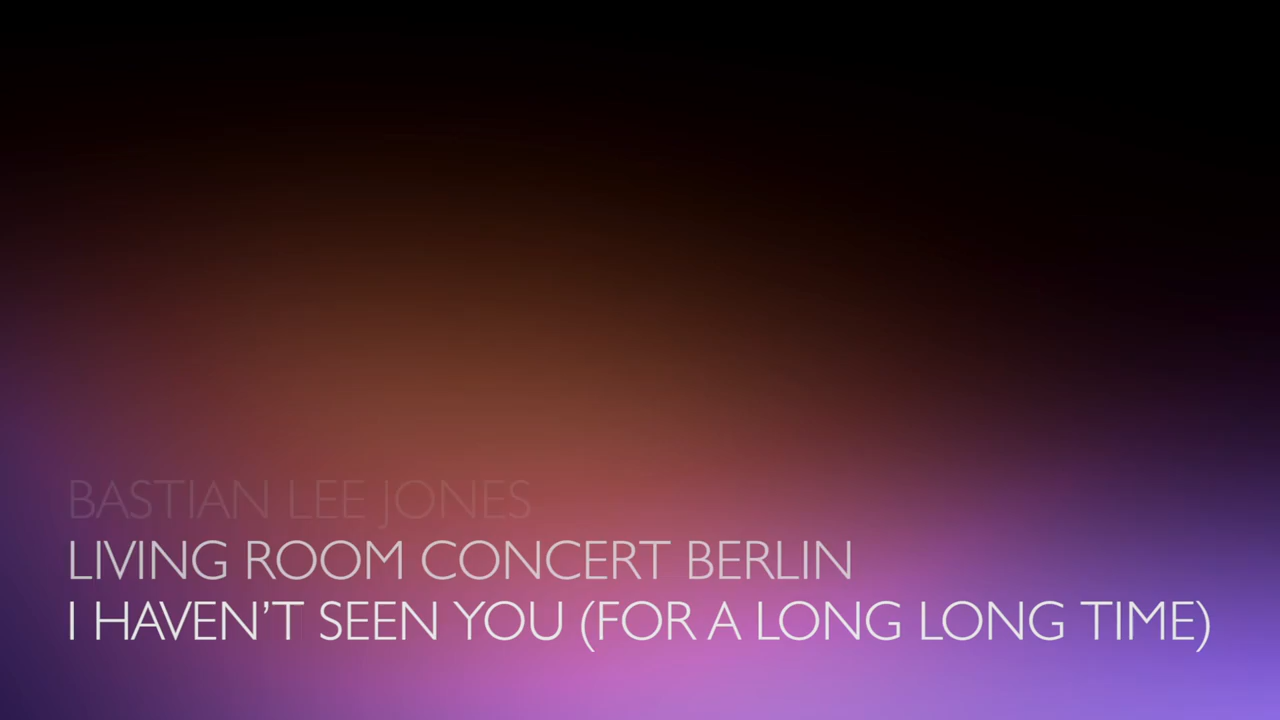 BASTIAN LEE JONES
LIVING ROOM CONCERT BERLIN
I HAVEN’T SEEN YOU (FOR A LONG LONG TIME)